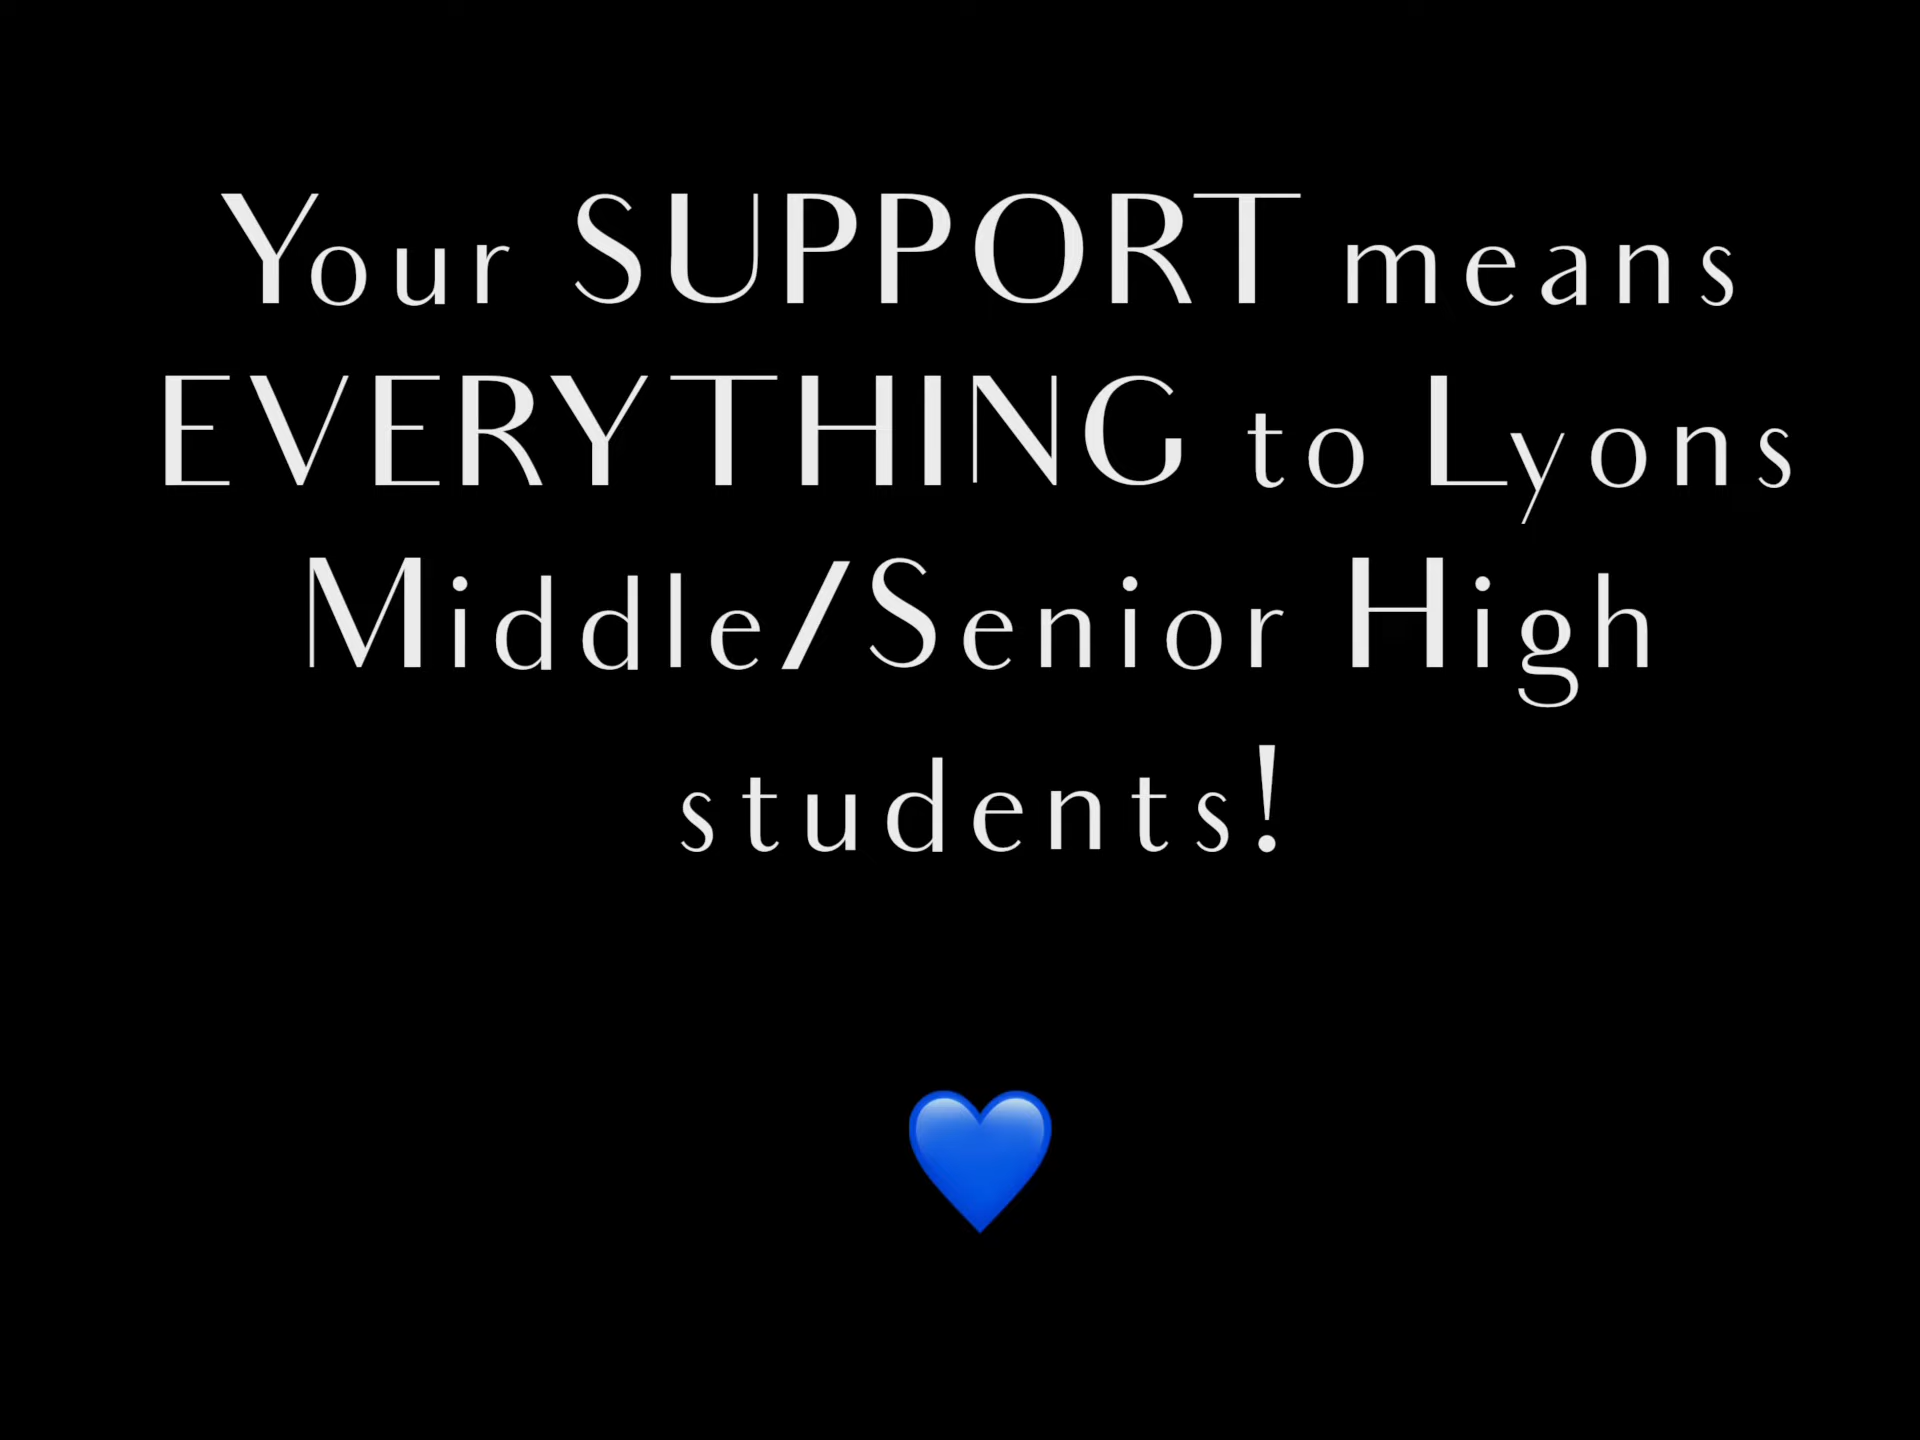 Your SUPPORT means
EVERYTHING to Lyons
Middle/Senior High
students!
💙